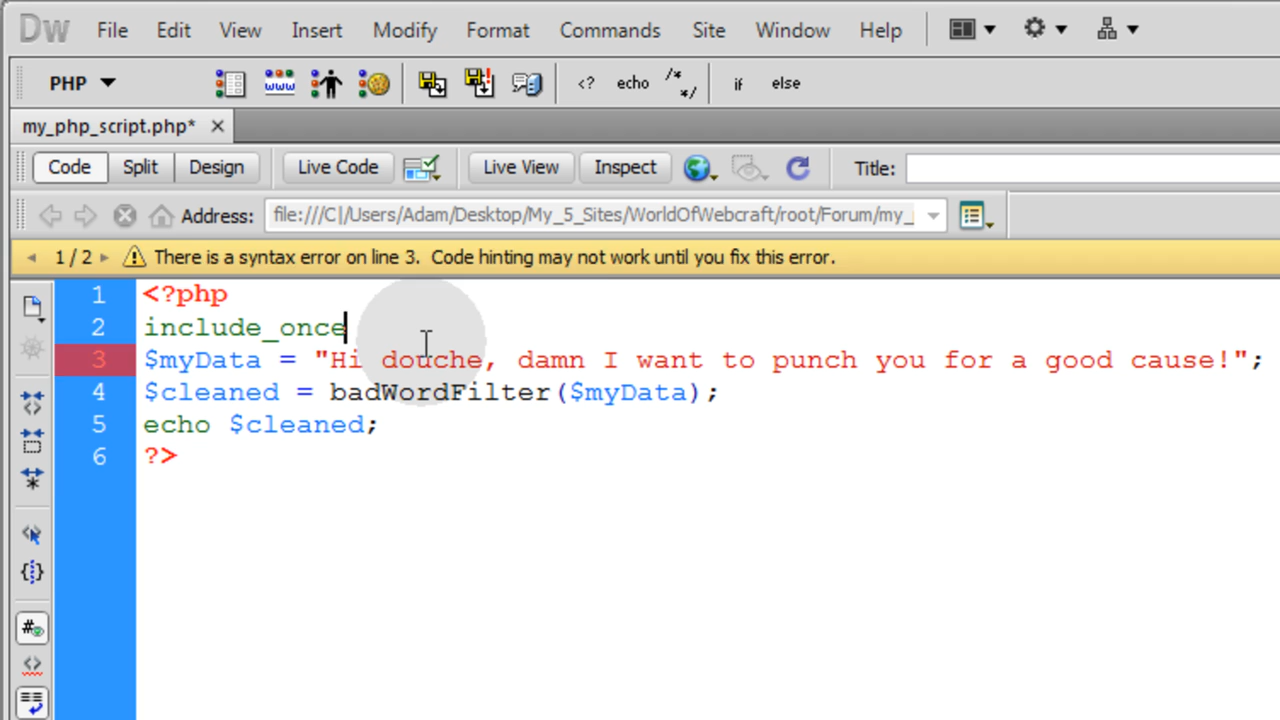 Dw File Edit View Insert Modify Format Commands Site Window Help
PHP www <? echo /* */ if else
my_php_script.php* ×
Code Split Design Live Code Live View Inspect Title:
Address: file:///C|/Users/Adam/Desktop/My_5_Sites/WorldOfWebcraft/root/Forum/my_
1 / 2 There is a syntax error on line 3. Code hinting may not work until you fix this error.
1 <?php
2 include_once
3 $myData = "Hi douche, damn I want to punch you for a good cause!";
4 $cleaned = badWordFilter($myData);
5 echo $cleaned;
6 ?>